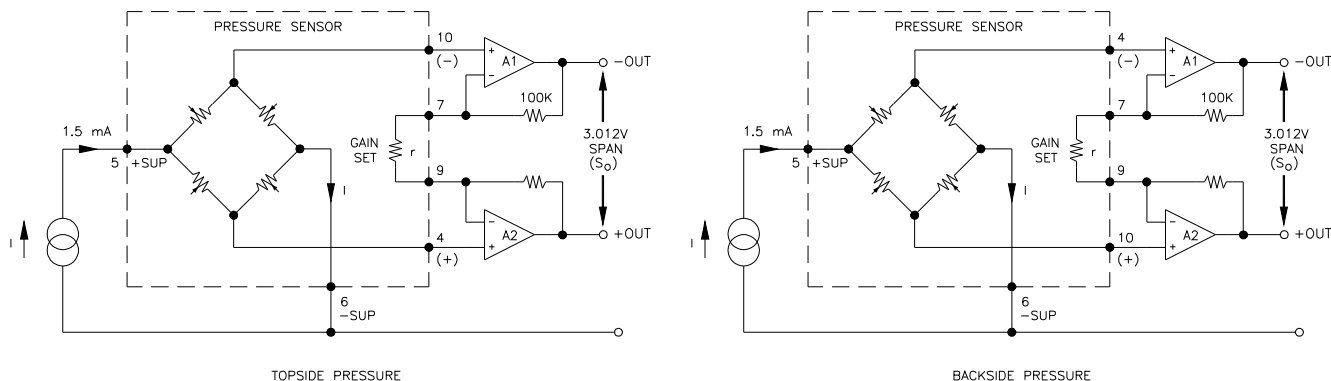 PRESSURE SENSOR
10
(−)
+
A1
−
−OUT
7
100K
1.5 mA
GAIN
SET
r
3.012V
SPAN
(So)
5
+SUP
I
9
I
−
A2
+
+OUT
4
(+)
6
−SUP
TOPSIDE PRESSURE
PRESSURE SENSOR
4
(−)
+
A1
−
−OUT
7
100K
1.5 mA
GAIN
SET
r
3.012V
SPAN
(So)
5
+SUP
I
9
I
−
A2
+
+OUT
10
(+)
6
−SUP
BACKSIDE PRESSURE